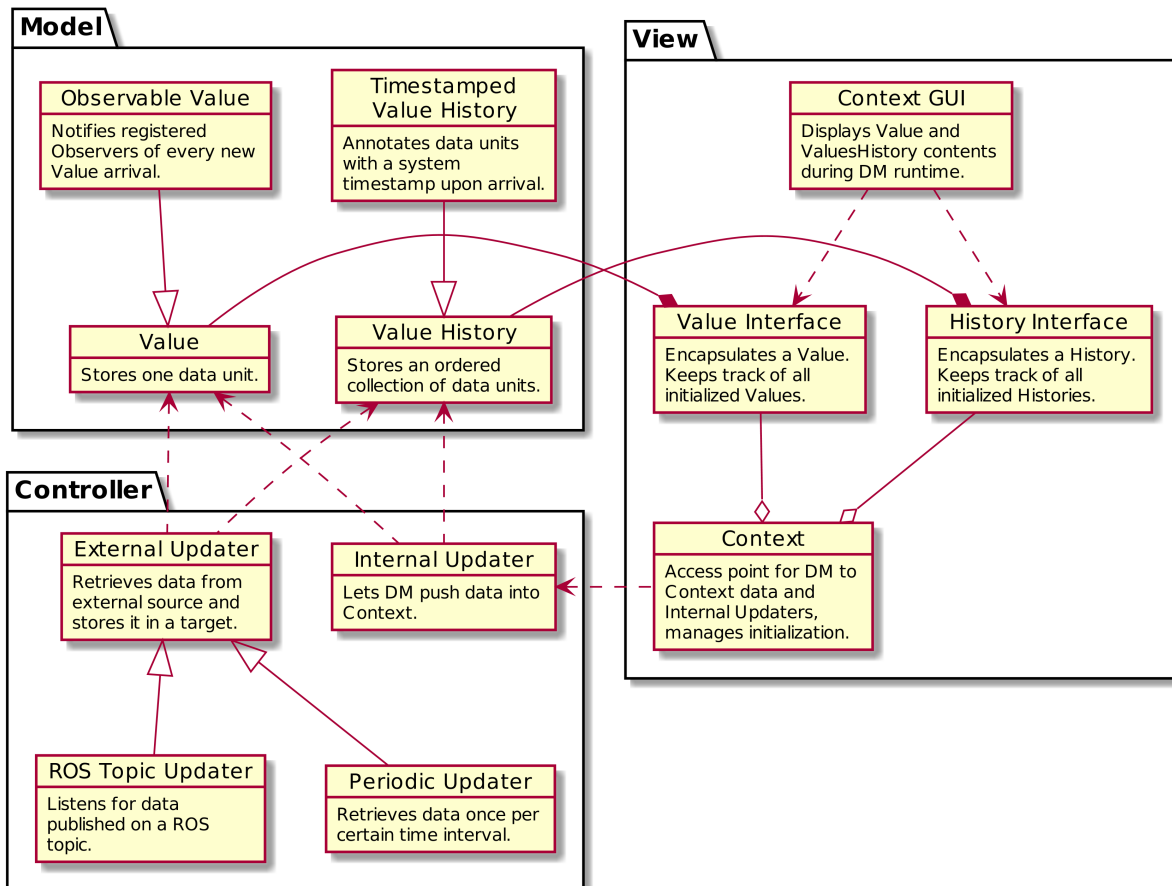 Model
Observable Value
Notifies registered
Observers of every new
Value arrival.
Timestamped
Value History
Annotates data units
with a system
timestamp upon arrival.
Value
Stores one data unit.
Value History
Stores an ordered
collection of data units.
View
Context GUI
Displays Value and
ValuesHistory contents
during DM runtime.
Value Interface
Encapsulates a Value.
Keeps track of all
initialized Values.
History Interface
Encapsulates a History.
Keeps track of all
initialized Histories.
Context
Access point for DM to
Context data and
Internal Updaters,
manages initialization.
Controller
External Updater
Retrieves data from
external source and
stores it in a target.
Internal Updater
Lets DM push data into
Context.
ROS Topic Updater
Listens for data
published on a ROS
topic.
Periodic Updater
Retrieves data once per
certain time interval.